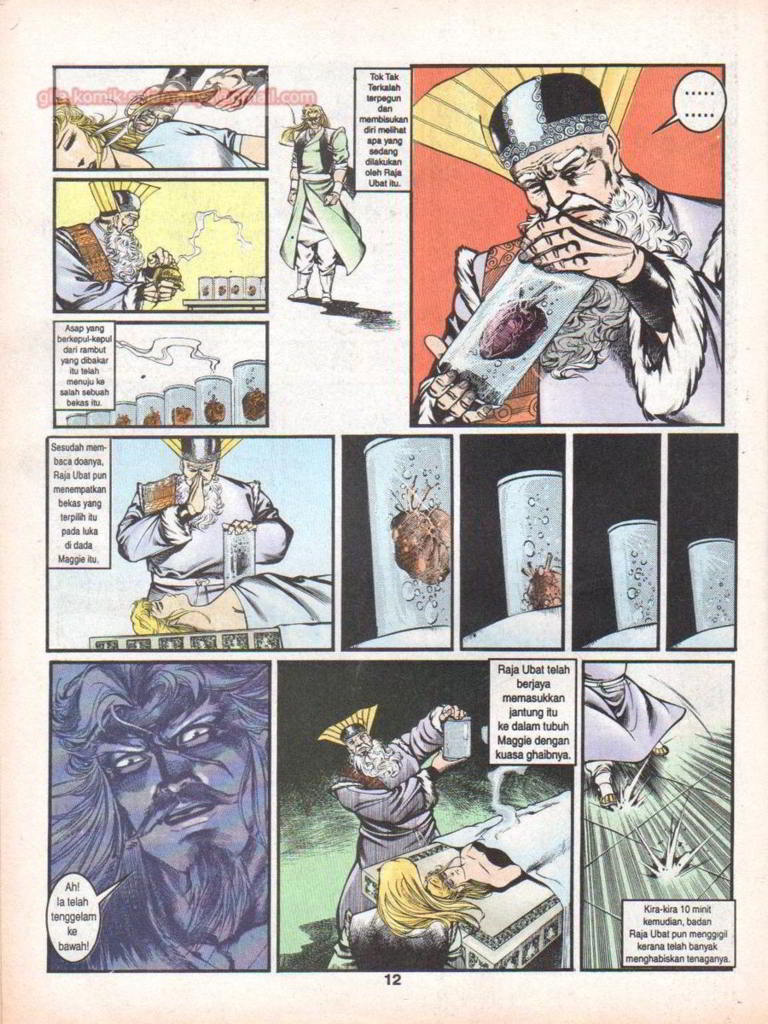 Tok Tak
Terkalah
terpegun
dan
membisukan
diri melihat
apa yang
sedang
dilakukan
oleh Raja
Ubat itu.
.....
.....
Asap yang
berkepul-kepul
dari rambut
yang dibakar
itu telah
menuju ke
salah sebuah
bekas itu.
Sesudah mem-
baca doanya,
Raja Ubat pun
menempatkan
bekas yang
terpilih itu
pada luka
di dada
Maggie itu.
Ah!
Ia telah
tenggelam
ke
bawah!
Raja Ubat telah
berjaya
memasukkan
jantung itu
ke dalam tubuh
Maggie dengan
kuasa ghaibnya.
Kira-kira 10 minit
kemudian, badan
Raja Ubat pun menggigil
kerana telah banyak
menghabiskan tenaganya.
12